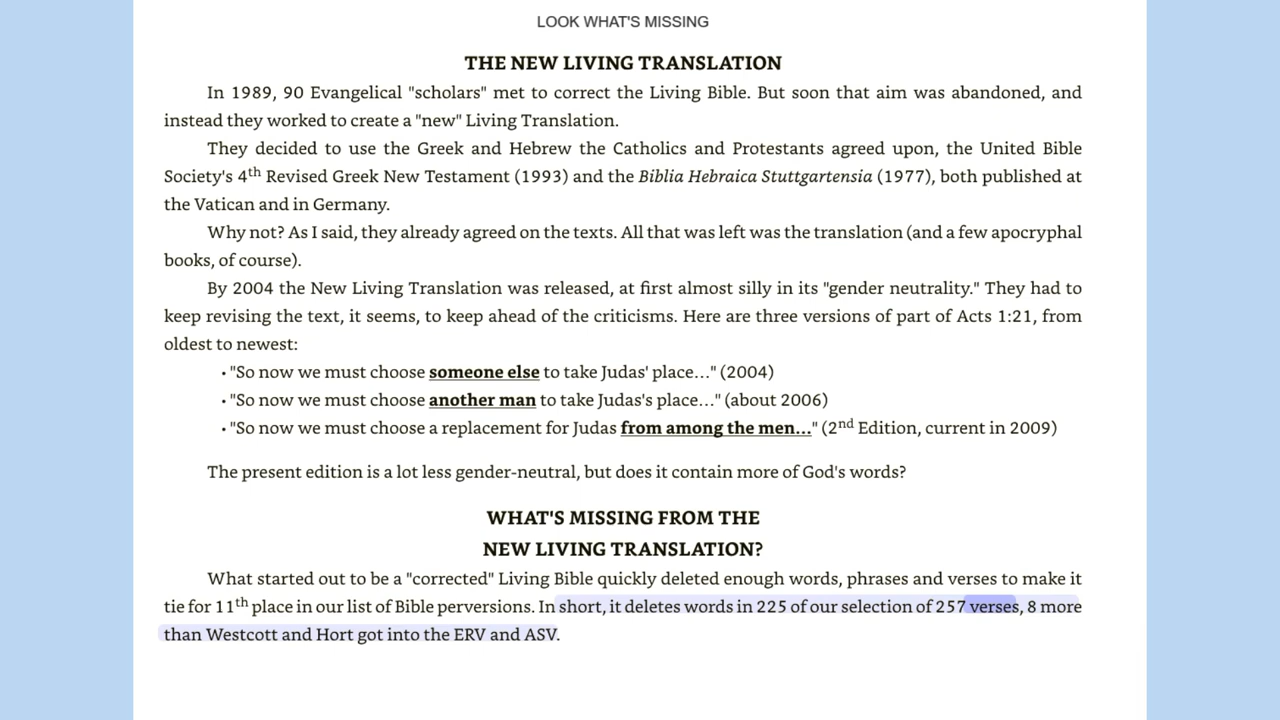 LOOK WHAT'S MISSING
THE NEW LIVING TRANSLATION
In 1989, 90 Evangelical "scholars" met to correct the Living Bible. But soon that aim was abandoned, and
instead they worked to create a "new" Living Translation.
They decided to use the Greek and Hebrew the Catholics and Protestants agreed upon, the United Bible
Society's 4th Revised Greek New Testament (1993) and the Biblia Hebraica Stuttgartensia (1977), both published at
the Vatican and in Germany.
Why not? As I said, they already agreed on the texts. All that was left was the translation (and a few apocryphal
books, of course).
By 2004 the New Living Translation was released, at first almost silly in its "gender neutrality." They had to
keep revising the text, it seems, to keep ahead of the criticisms. Here are three versions of part of Acts 1:21, from
oldest to newest:
• "So now we must choose someone else to take Judas' place…" (2004)
• "So now we must choose another man to take Judas's place…" (about 2006)
• "So now we must choose a replacement for Judas from among the men…" (2nd Edition, current in 2009)
The present edition is a lot less gender-neutral, but does it contain more of God's words?
WHAT'S MISSING FROM THE
NEW LIVING TRANSLATION?
What started out to be a "corrected" Living Bible quickly deleted enough words, phrases and verses to make it
tie for 11th place in our list of Bible perversions. In short, it deletes words in 225 of our selection of 257 verses, 8 more
than Westcott and Hort got into the ERV and ASV.